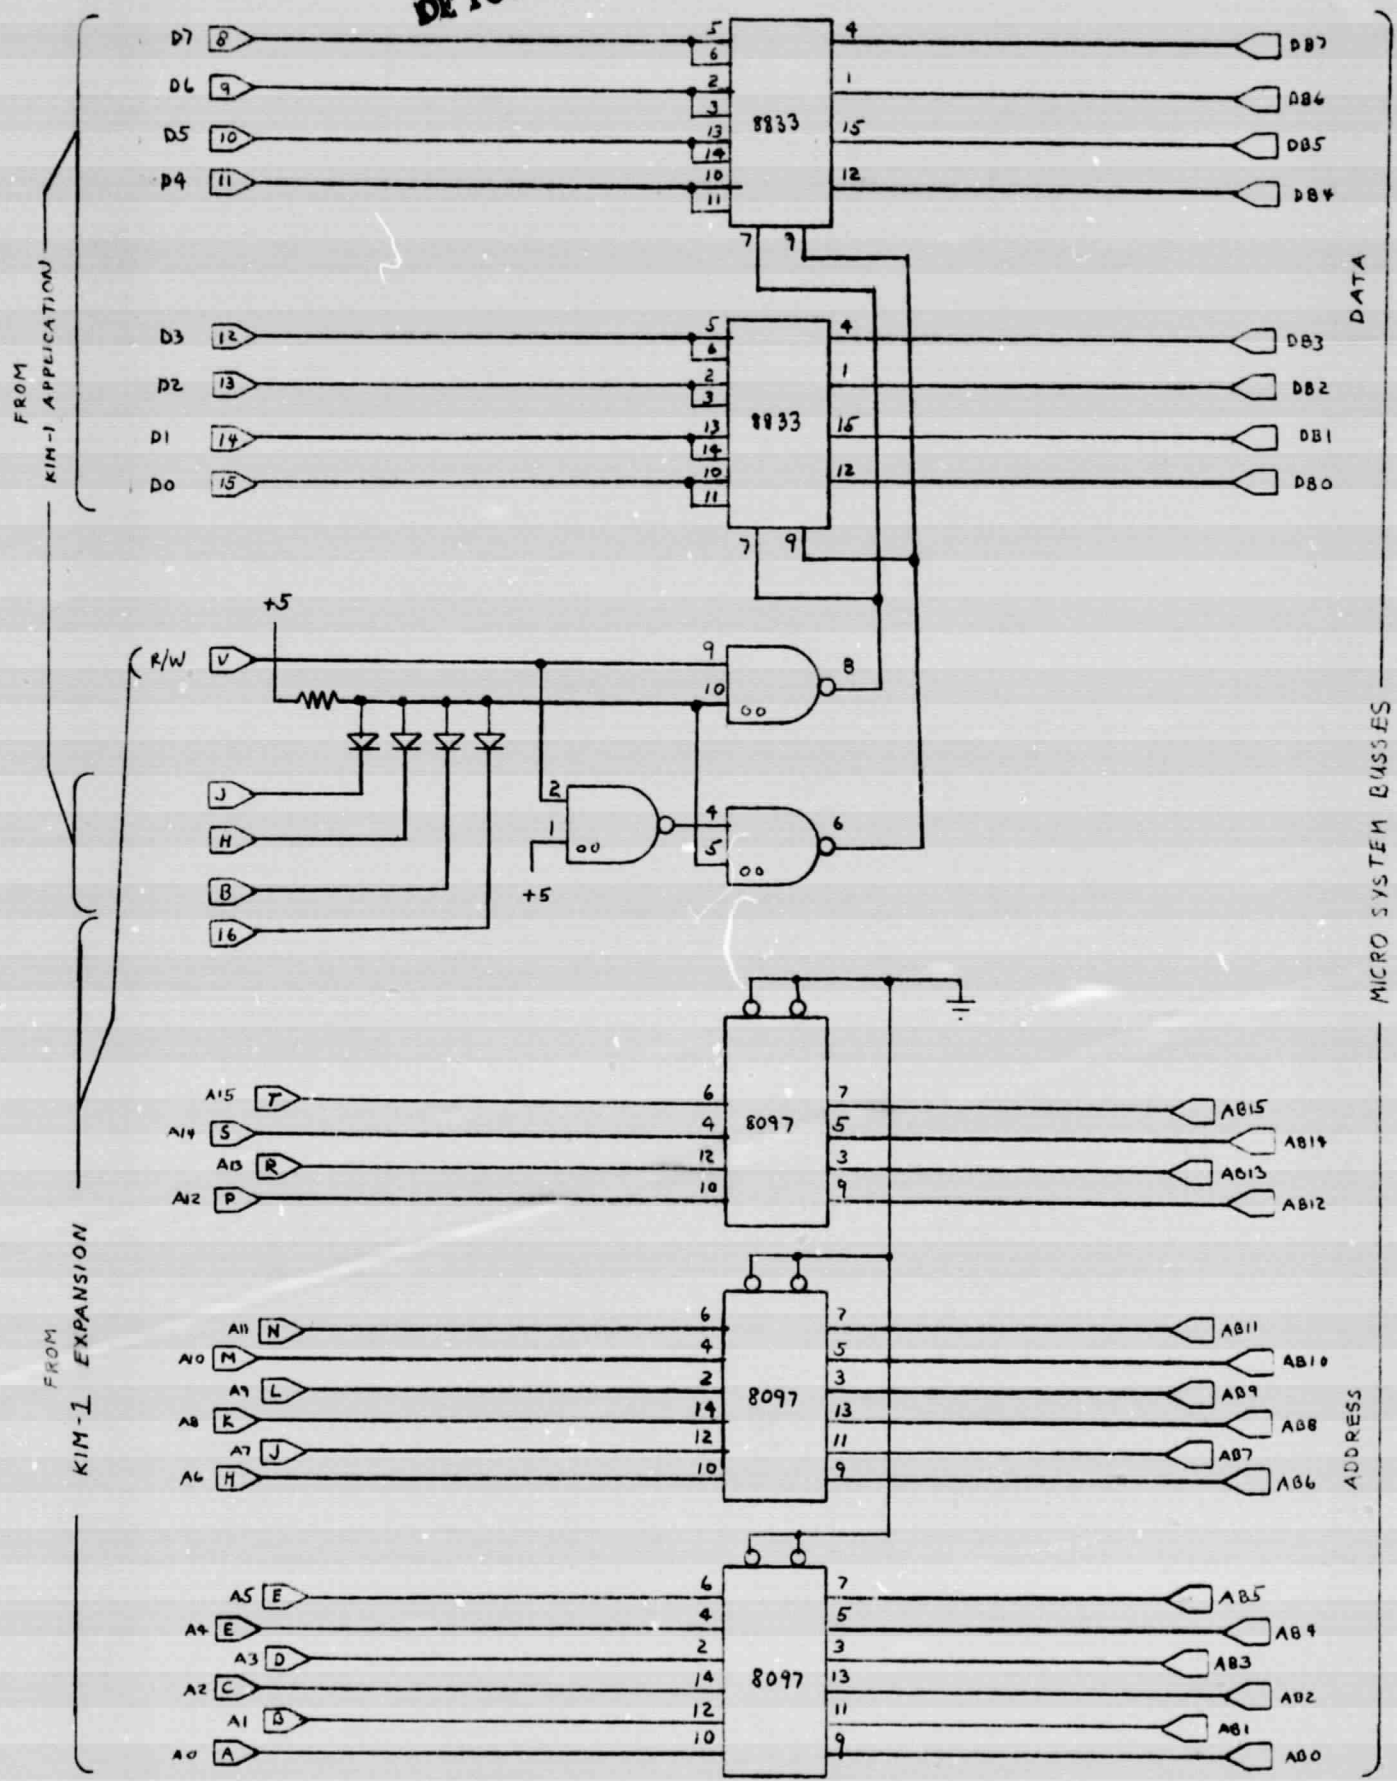 D7 8 5 4 DB7
6
D6 9 2 1 DB6
3
8833
D5 10 13 15 DB5
14
D4 11 10 12 DB4
11
7 9
FROM
KIM-1 APPLICATION
DATA
D3 12 5 4 DB3
6
D2 13 2 1 DB2
3
8833
D1 14 13 15 DB1
14
D0 15 10 12 DB0
11
7 9
+5
R/W V 9 8
10
00
J 2
4 6
H 1 5
00
00
B +5
16
MICRO SYSTEM BUSSES
A15 T 6 7 AB15
8097
A14 S 4 5 AB14
A13 R 12 3 AB13
A12 P 10 9 AB12
FROM
KIM-1 EXPANSION
A11 N 6 7 AB11
A10 M 4 5 AB10
A9 L 2 3 AB9
8097
A8 K 14 13 AB8
A7 J 12 11 AB7
A6 H 10 9 AB6
ADDRESS
A5 E 6 7 AB5
A4 E 4 5 AB4
A3 D 2 3 AB3
8097
A2 C 14 13 AB2
A1 B 12 11 AB1
A0 A 10 9 AB0